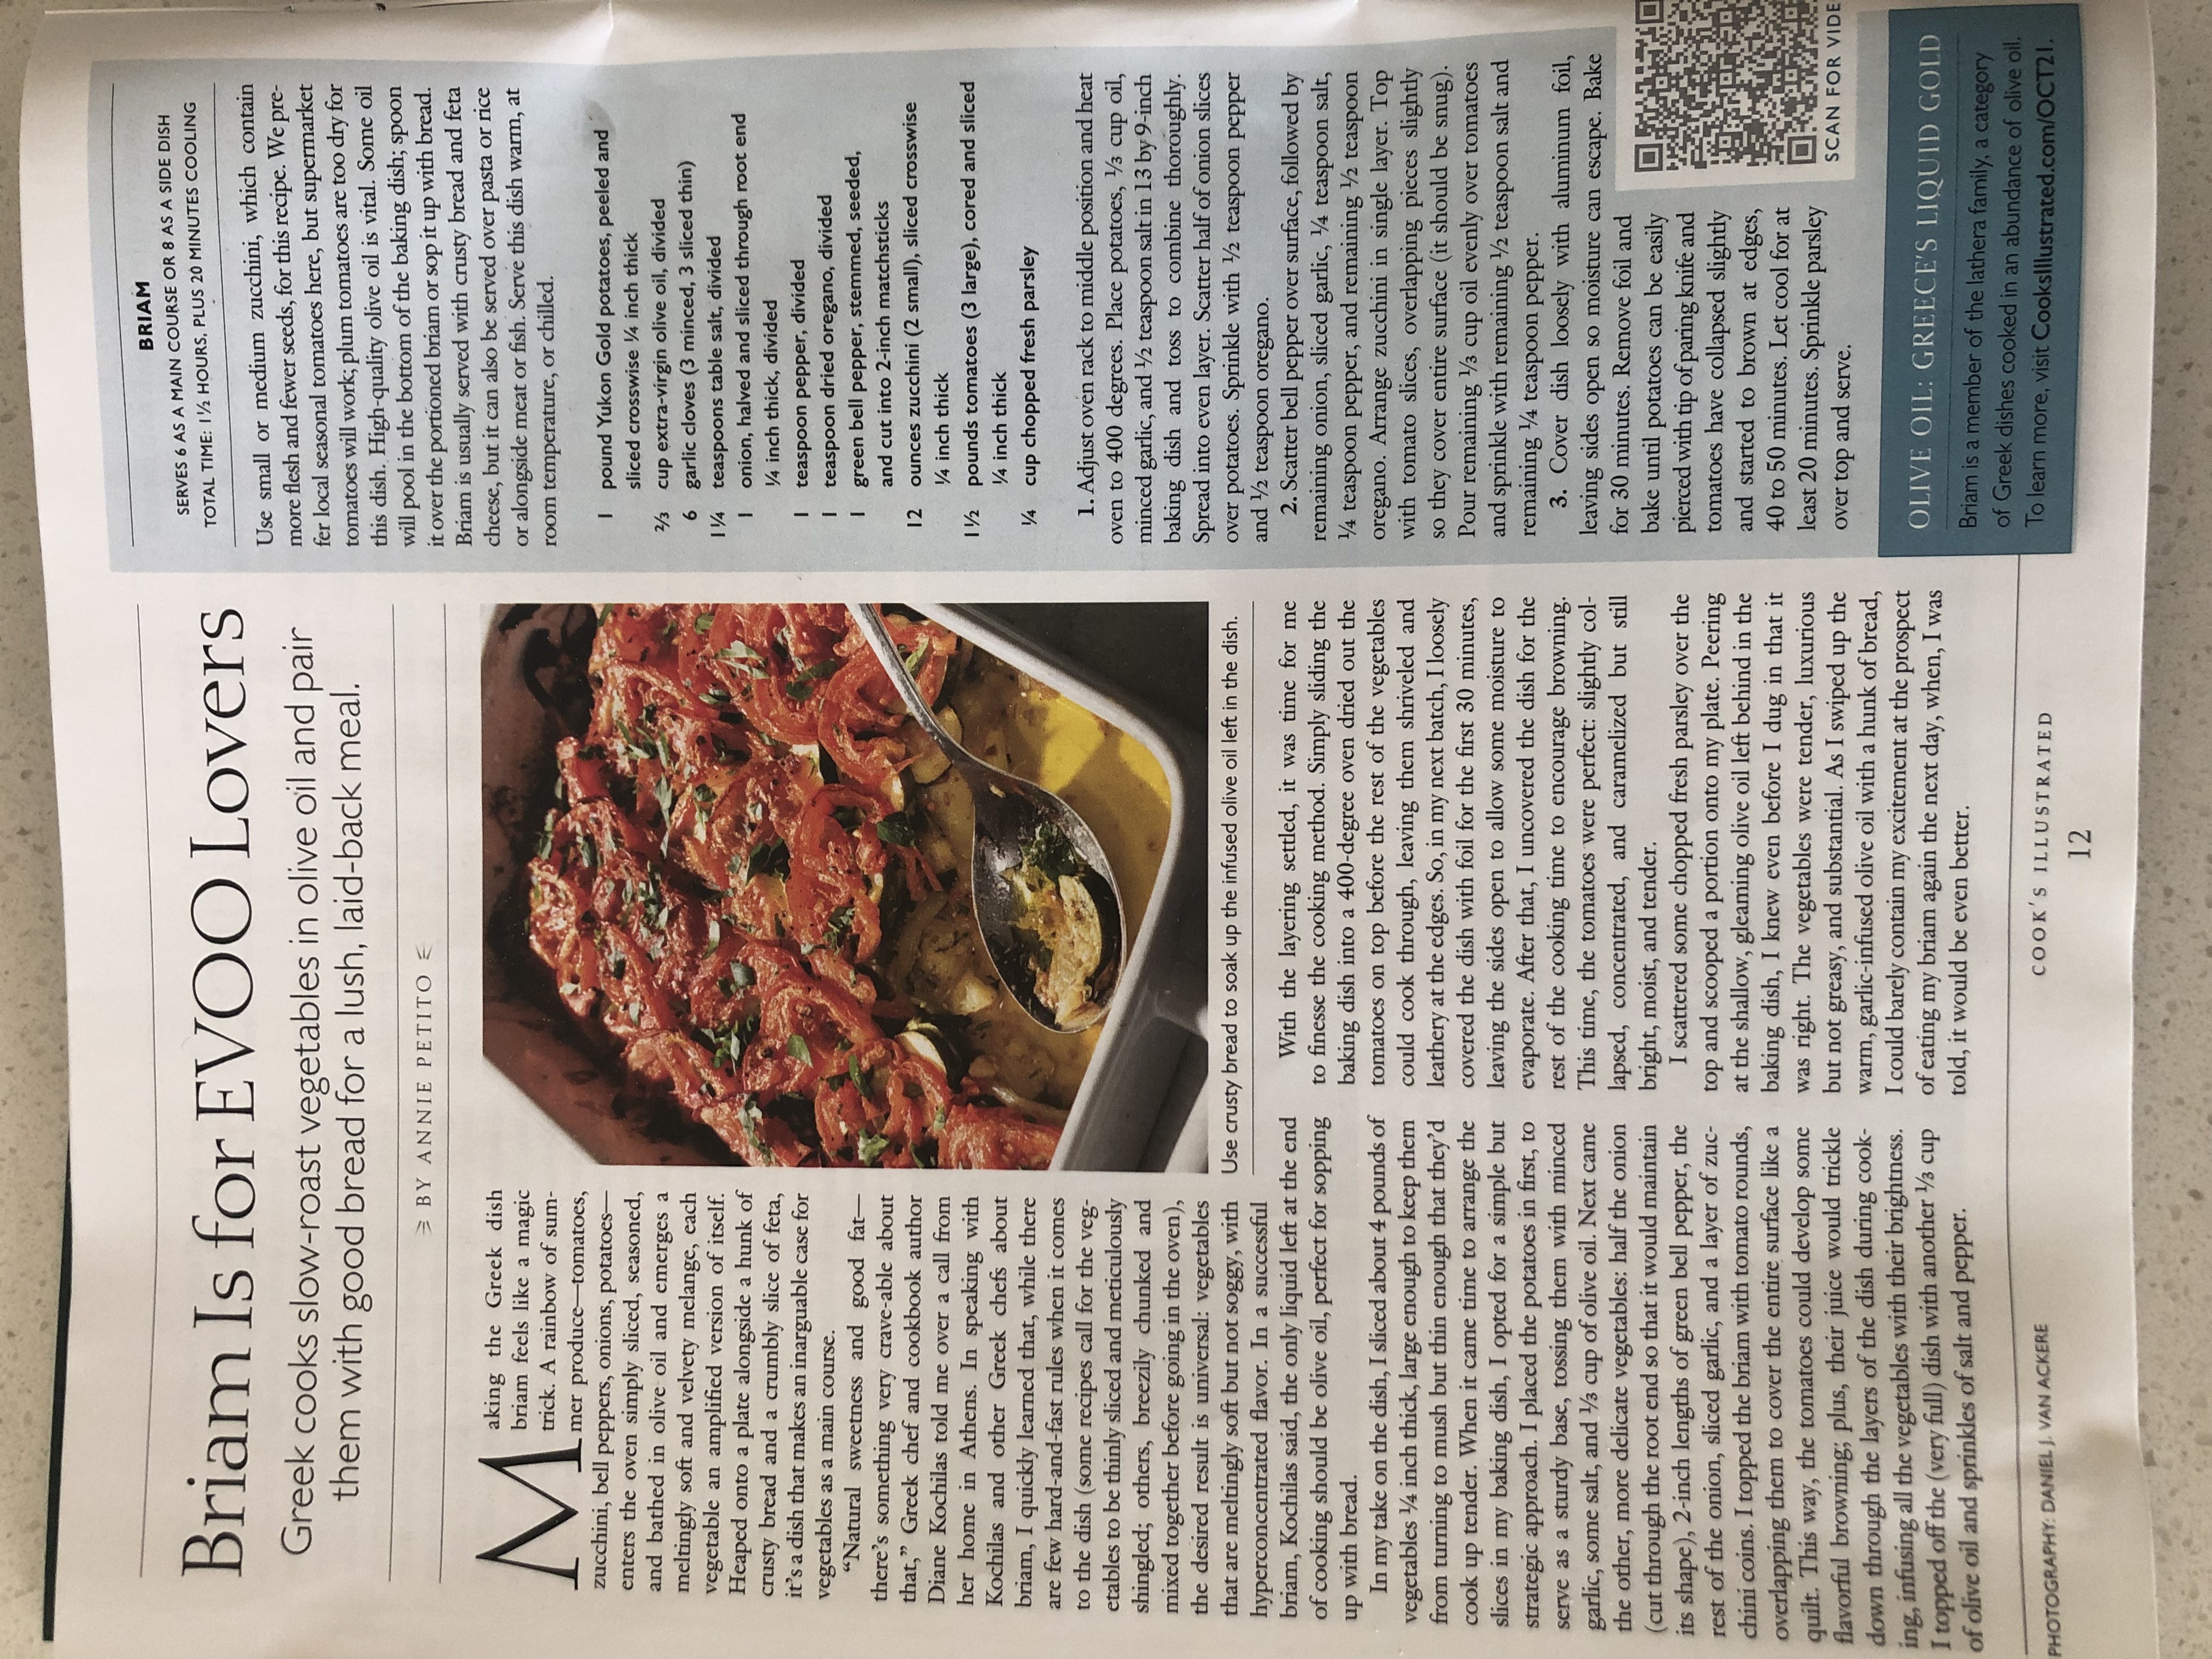 Briam Is for EVOO Lovers
Greek cooks slow-roast vegetables in olive oil and pair
them with good bread for a lush, laid-back meal.
BY ANNIE PETITO
Making the Greek dish
briam feels like a magic
trick. A rainbow of sum-
mer produce—tomatoes,
zucchini, bell peppers, onions, potatoes—
enters the oven simply sliced, seasoned,
and bathed in olive oil and emerges a
meltingly soft and velvety melange, each
vegetable an amplified version of itself.
Heaped onto a plate alongside a hunk of
crusty bread and a crumbly slice of feta,
it's a dish that makes an inarguable case for
vegetables as a main course.
“Natural sweetness and good fat—
there's something very crave-able about
that,” Greek chef and cookbook author
Diane Kochilas told me over a call from
her home in Athens. In speaking with
Kochilas and other Greek chefs about
briam, I quickly learned that, while there
are few hard-and-fast rules when it comes
to the dish (some recipes call for the veg-
etables to be thinly sliced and meticulously
shingled; others, breezily chunked and
mixed together before going in the oven),
the desired result is universal: vegetables
that are meltingly soft but not soggy, with
hyperconcentrated flavor. In a successful
briam, Kochilas said, the only liquid left at the end
of cooking should be olive oil, perfect for sopping
up with bread.
In my take on the dish, I sliced about 4 pounds of
vegetables ¼ inch thick, large enough to keep them
from turning to mush but thin enough that they'd
cook up tender. When it came time to arrange the
slices in my baking dish, I opted for a simple but
strategic approach. I placed the potatoes in first, to
serve as a sturdy base, tossing them with minced
garlic, some salt, and ⅓ cup of olive oil. Next came
the other, more delicate vegetables: half the onion
(cut through the root end so that it would maintain
its shape), 2-inch lengths of green bell pepper, the
rest of the onion, sliced garlic, and a layer of zuc-
chini coins. I topped the briam with tomato rounds,
overlapping them to cover the entire surface like a
quilt. This way, the tomatoes could develop some
flavorful browning; plus, their juice would trickle
down through the layers of the dish during cook-
ing, infusing all the vegetables with their brightness.
I topped off the (very full) dish with another ⅓ cup
of olive oil and sprinkles of salt and pepper.
Use crusty bread to soak up the infused olive oil left in the dish.
With the layering settled, it was time for me
to finesse the cooking method. Simply sliding the
baking dish into a 400-degree oven dried out the
tomatoes on top before the rest of the vegetables
could cook through, leaving them shriveled and
leathery at the edges. So, in my next batch, I loosely
covered the dish with foil for the first 30 minutes,
leaving the sides open to allow some moisture to
evaporate. After that, I uncovered the dish for the
rest of the cooking time to encourage browning.
This time, the tomatoes were perfect: slightly col-
lapsed, concentrated, and caramelized but still
bright, moist, and tender.
I scattered some chopped fresh parsley over the
top and scooped a portion onto my plate. Peering
at the shallow, gleaming olive oil left behind in the
baking dish, I knew even before I dug in that it
was right. The vegetables were tender, luxurious
but not greasy, and substantial. As I swiped up the
warm, garlic-infused olive oil with a hunk of bread,
I could barely contain my excitement at the prospect
of eating my briam again the next day, when, I was
told, it would be even better.
BRIAM
SERVES 6 AS A MAIN COURSE OR 8 AS A SIDE DISH
TOTAL TIME: 1½ HOURS, PLUS 20 MINUTES COOLING
Use small or medium zucchini, which contain
more flesh and fewer seeds, for this recipe. We pre-
fer local seasonal tomatoes here, but supermarket
tomatoes will work; plum tomatoes are too dry for
this dish. High-quality olive oil is vital. Some oil
will pool in the bottom of the baking dish; spoon
it over the portioned briam or sop it up with bread.
Briam is usually served with crusty bread and feta
cheese, but it can also be served over pasta or rice
or alongside meat or fish. Serve this dish warm, at
room temperature, or chilled.
1 pound Yukon Gold potatoes, peeled and
sliced crosswise ¼ inch thick
⅔ cup extra-virgin olive oil, divided
6 garlic cloves (3 minced, 3 sliced thin)
1¼ teaspoons table salt, divided
1 onion, halved and sliced through root end
¼ inch thick, divided
1 teaspoon pepper, divided
1 teaspoon dried oregano, divided
1 green bell pepper, stemmed, seeded,
and cut into 2-inch matchsticks
12 ounces zucchini (2 small), sliced crosswise
¼ inch thick
1½ pounds tomatoes (3 large), cored and sliced
¼ inch thick
¼ cup chopped fresh parsley
1. Adjust oven rack to middle position and heat
oven to 400 degrees. Place potatoes, ⅓ cup oil,
minced garlic, and ½ teaspoon salt in 13 by 9-inch
baking dish and toss to combine thoroughly.
Spread into even layer. Scatter half of onion slices
over potatoes. Sprinkle with ½ teaspoon pepper
and ½ teaspoon oregano.
2. Scatter bell pepper over surface, followed by
remaining onion, sliced garlic, ¼ teaspoon salt,
¼ teaspoon pepper, and remaining ½ teaspoon
oregano. Arrange zucchini in single layer. Top
with tomato slices, overlapping pieces slightly
so they cover entire surface (it should be snug).
Pour remaining ⅓ cup oil evenly over tomatoes
and sprinkle with remaining ½ teaspoon salt and
remaining ¼ teaspoon pepper.
3. Cover dish loosely with aluminum foil,
leaving sides open so moisture can escape. Bake
for 30 minutes. Remove foil and
bake until potatoes can be easily
pierced with tip of paring knife and
tomatoes have collapsed slightly
and started to brown at edges,
40 to 50 minutes. Let cool for at
least 20 minutes. Sprinkle parsley
over top and serve.
SCAN FOR VIDE
OLIVE OIL: GREECE'S LIQUID GOLD
Briam is a member of the lathera family, a category
of Greek dishes cooked in an abundance of olive oil.
To learn more, visit CooksIllustrated.com/OCT21.
PHOTOGRAPHY: DANIEL J. VAN ACKERE
COOK'S ILLUSTRATED
12